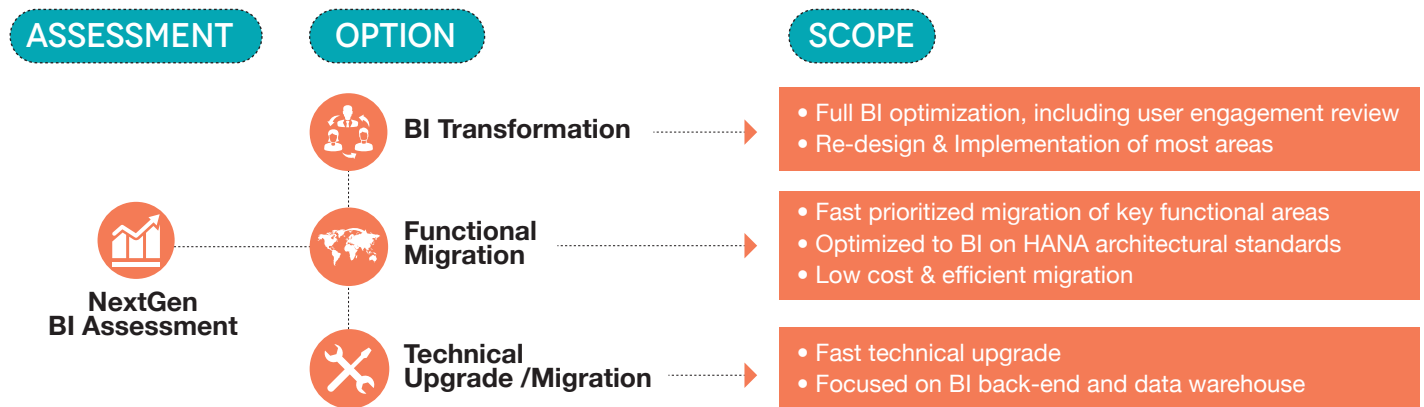 ASSESSMENT
OPTION
SCOPE
BI Transformation
• Full BI optimization, including user engagement review
• Re-design & Implementation of most areas
NextGen
BI Assessment
Functional
Migration
• Fast prioritized migration of key functional areas
• Optimized to BI on HANA architectural standards
• Low cost & efficient migration
Technical
Upgrade /Migration
• Fast technical upgrade
• Focused on BI back-end and data warehouse